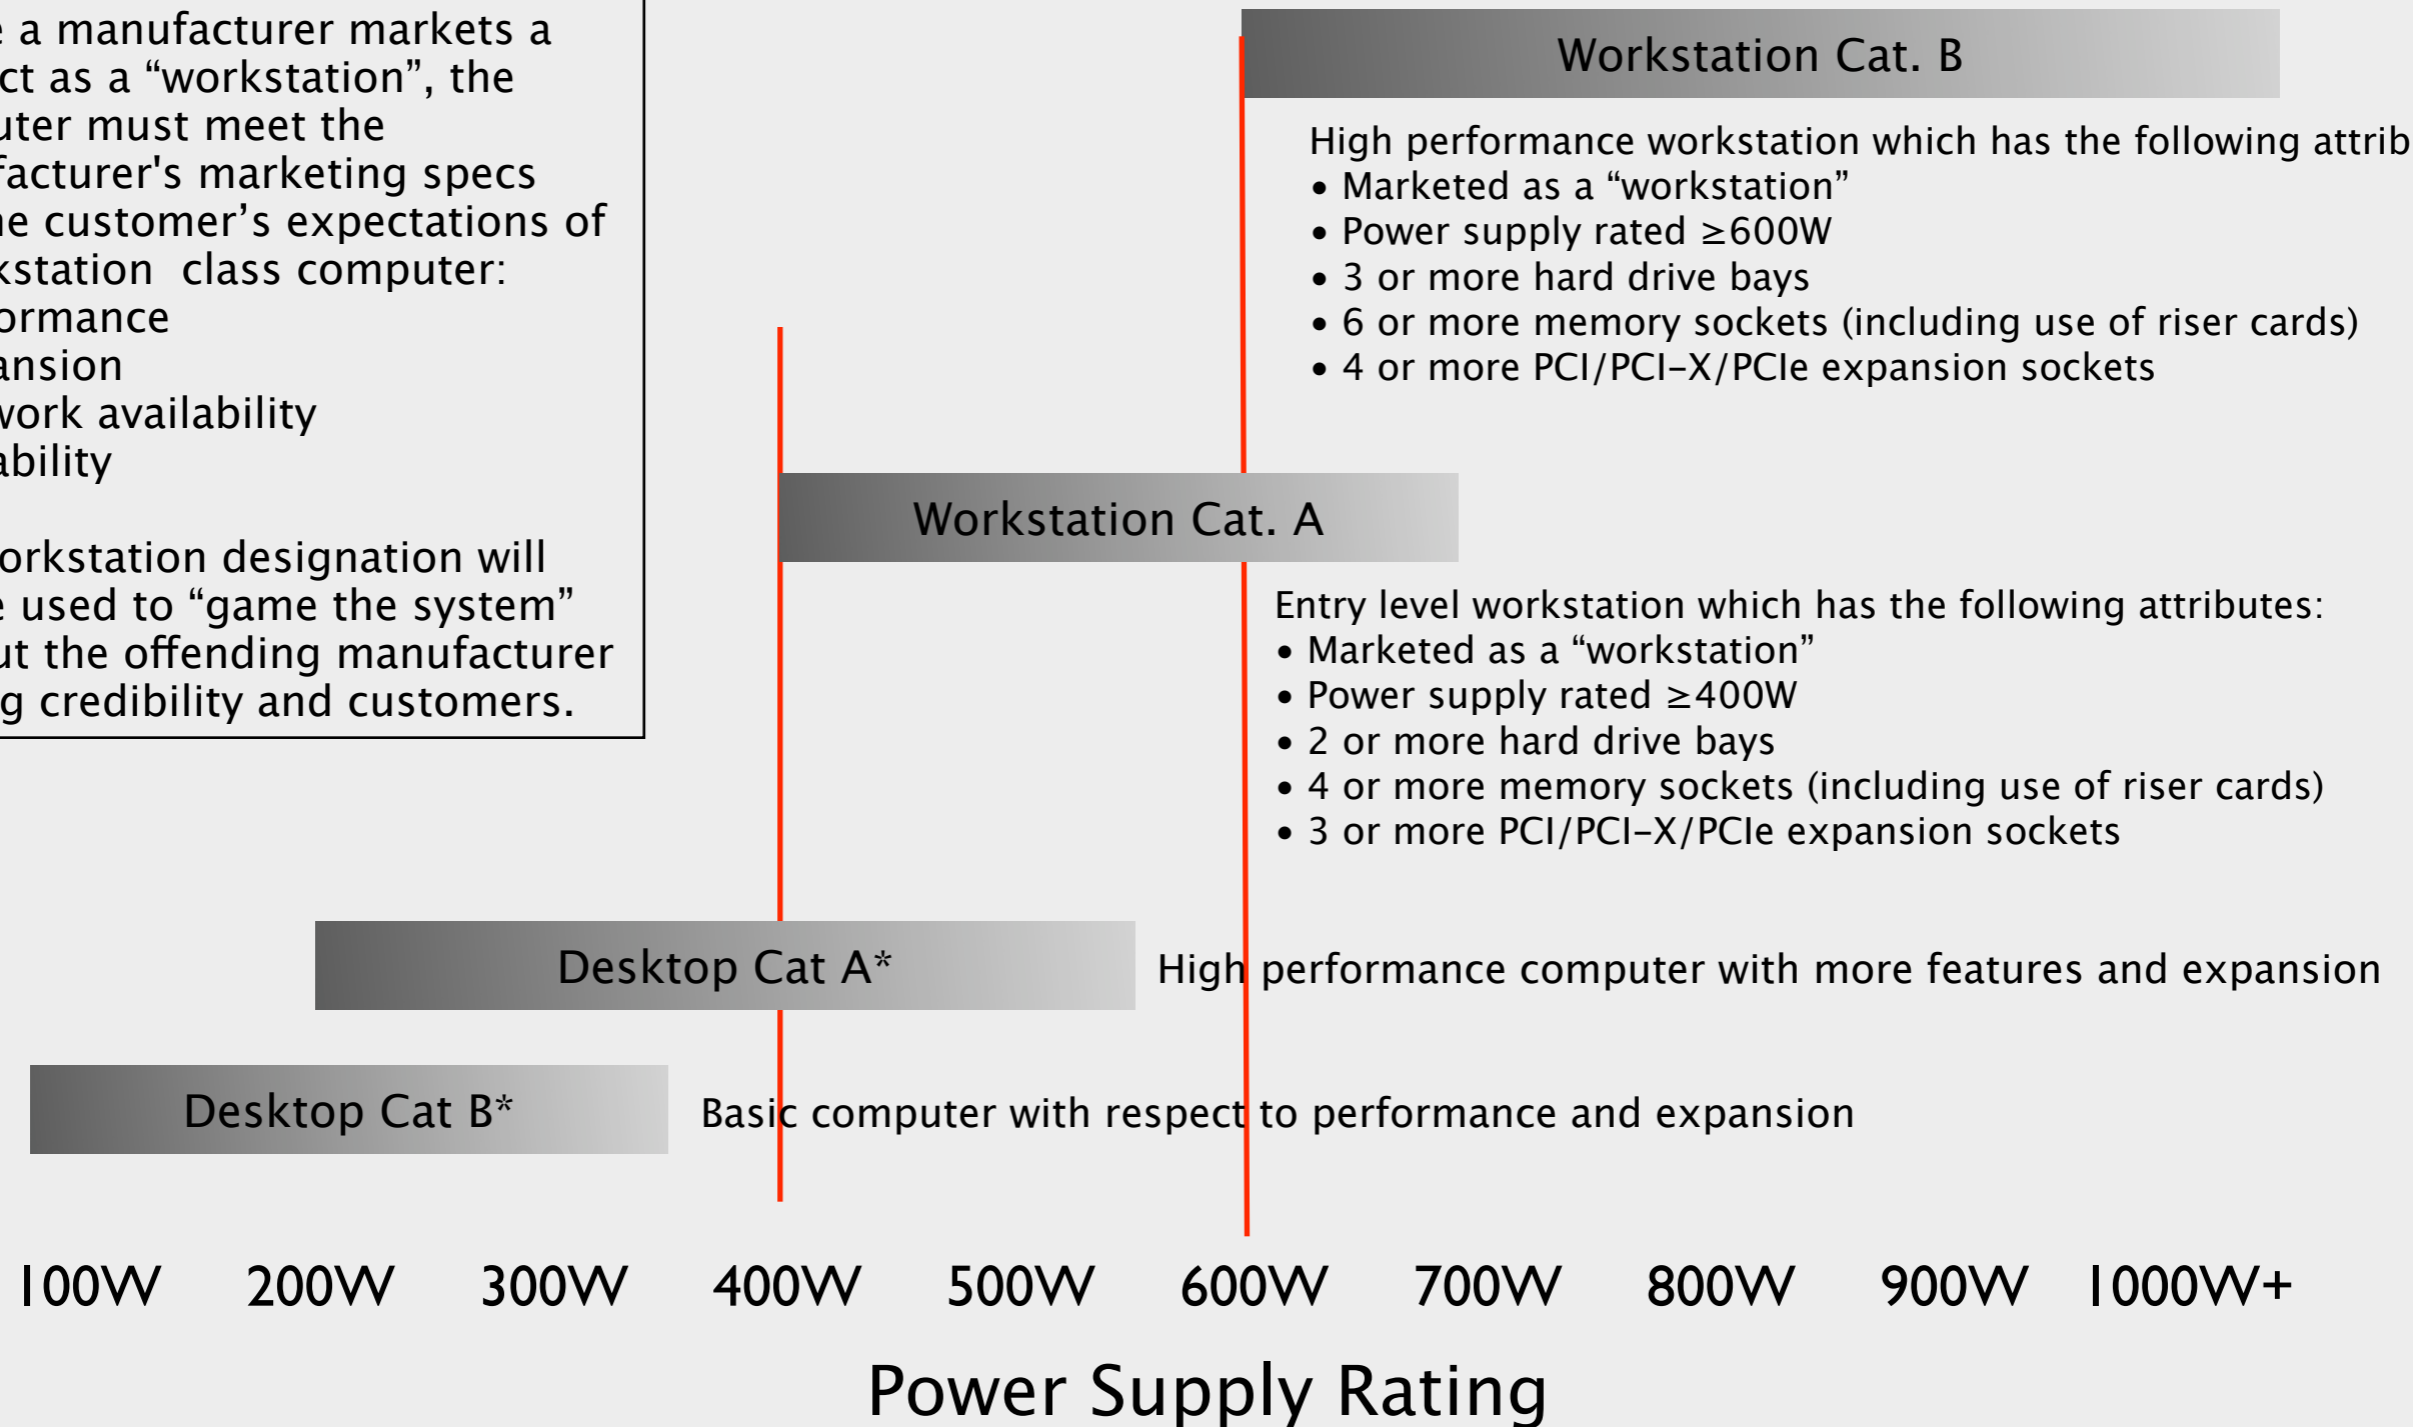 e a manufacturer markets a
ct as a “workstation”, the
uter must meet the
facturer's marketing specs
ne customer’s expectations of
kstation class computer:
ormance
ansion
work availability
ability
orkstation designation will
e used to “game the system”
ut the offending manufacturer
g credibility and customers.
Workstation Cat. B
High performance workstation which has the following attrib
• Marketed as a “workstation”
• Power supply rated ≥600W
• 3 or more hard drive bays
• 6 or more memory sockets (including use of riser cards)
• 4 or more PCI/PCI-X/PCIe expansion sockets
Workstation Cat. A
Entry level workstation which has the following attributes:
• Marketed as a “workstation”
• Power supply rated ≥400W
• 2 or more hard drive bays
• 4 or more memory sockets (including use of riser cards)
• 3 or more PCI/PCI-X/PCIe expansion sockets
Desktop Cat A*
High performance computer with more features and expansion
Desktop Cat B*
Basic computer with respect to performance and expansion
100W 200W 300W 400W 500W 600W 700W 800W 900W 1000W+
Power Supply Rating